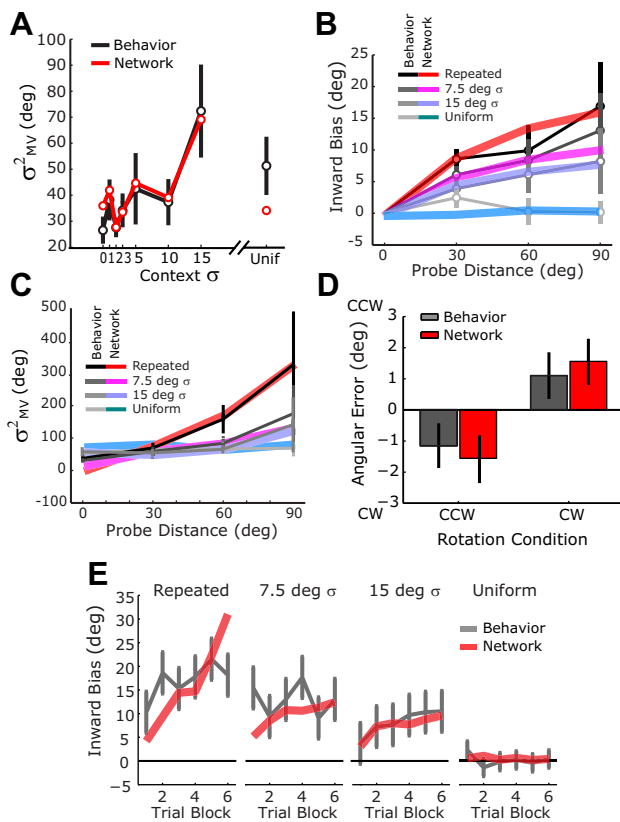 A
σ²MV (deg)
100
90
80
70
60
50
40
30
20
Behavior
Network
0 1 2 3 5 10 15 Unif
Context σ
B
Inward Bias (deg)
25
20
15
10
5
0
−5
Behavior
Network
Repeated
7.5 deg σ
15 deg σ
Uniform
0 30 60 90
Probe Distance (deg)
C
σ²MV (deg)
500
400
300
200
100
0
-100
Behavior
Network
Repeated
7.5 deg σ
15 deg σ
Uniform
0 30 60 90
Probe Distance (deg)
D
Angular Error (deg)
CCW
3
2
1
0
−1
−2
−3
CW
Behavior
Network
CCW CW
Rotation Condition
E
Inward Bias (deg)
35
30
25
20
15
10
5
0
−5
Repeated 7.5 deg σ 15 deg σ Uniform
Behavior
Network
2 4 6 2 4 6 2 4 6 2 4 6
Trial Block Trial Block Trial Block Trial Block